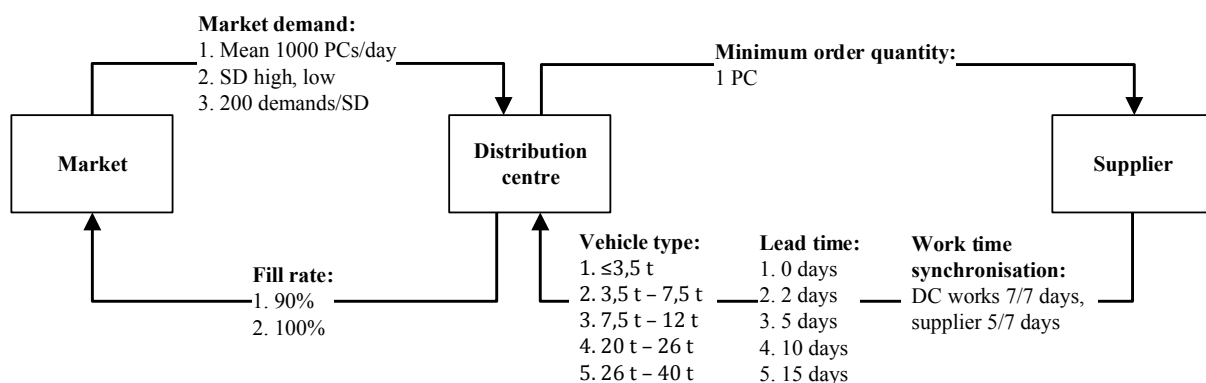 Market demand:
1. Mean 1000 PCs/day
2. SD high, low
3. 200 demands/SD
Minimum order quantity:
1 PC
Market
Distribution
centre
Supplier
Fill rate:
1. 90%
2. 100%
Vehicle type:
1. ≤3,5 t
2. 3,5 t – 7,5 t
3. 7,5 t – 12 t
4. 20 t – 26 t
5. 26 t – 40 t
Lead time:
1. 0 days
2. 2 days
3. 5 days
4. 10 days
5. 15 days
Work time
synchronisation:
DC works 7/7 days,
supplier 5/7 days